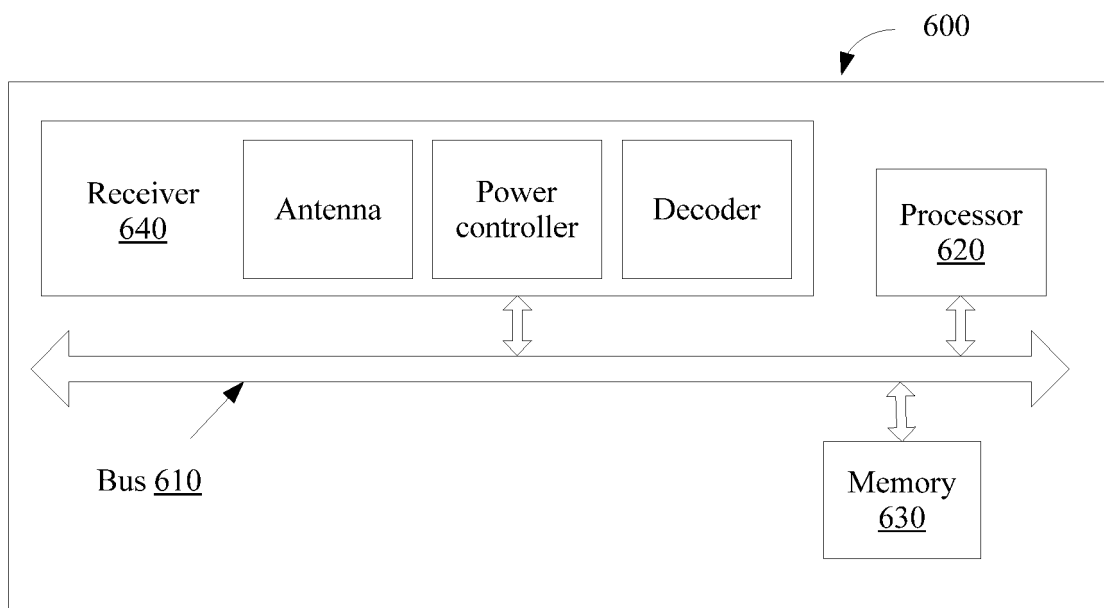 600
Receiver
640
Antenna
Power
controller
Decoder
Processor
620
Bus 610
Memory
630